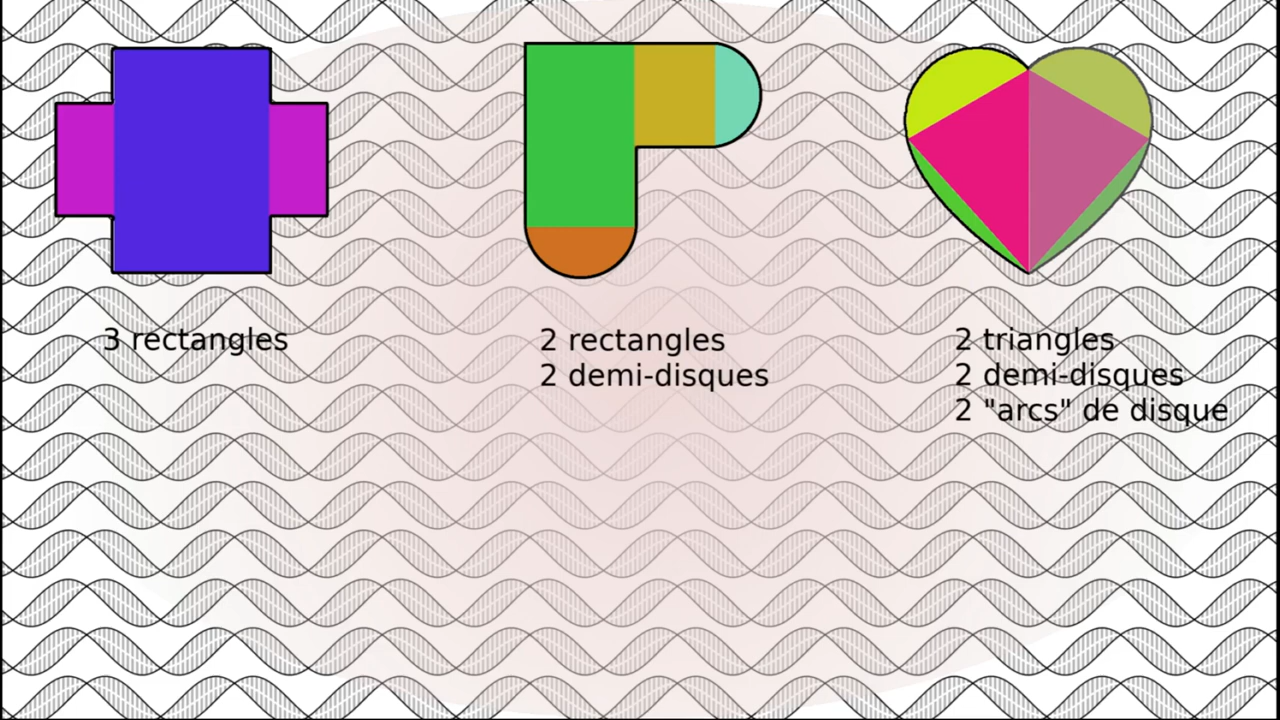 3 rectangles
2 rectangles
2 demi-disques
2 triangles
2 demi-disques
2 "arcs" de disque